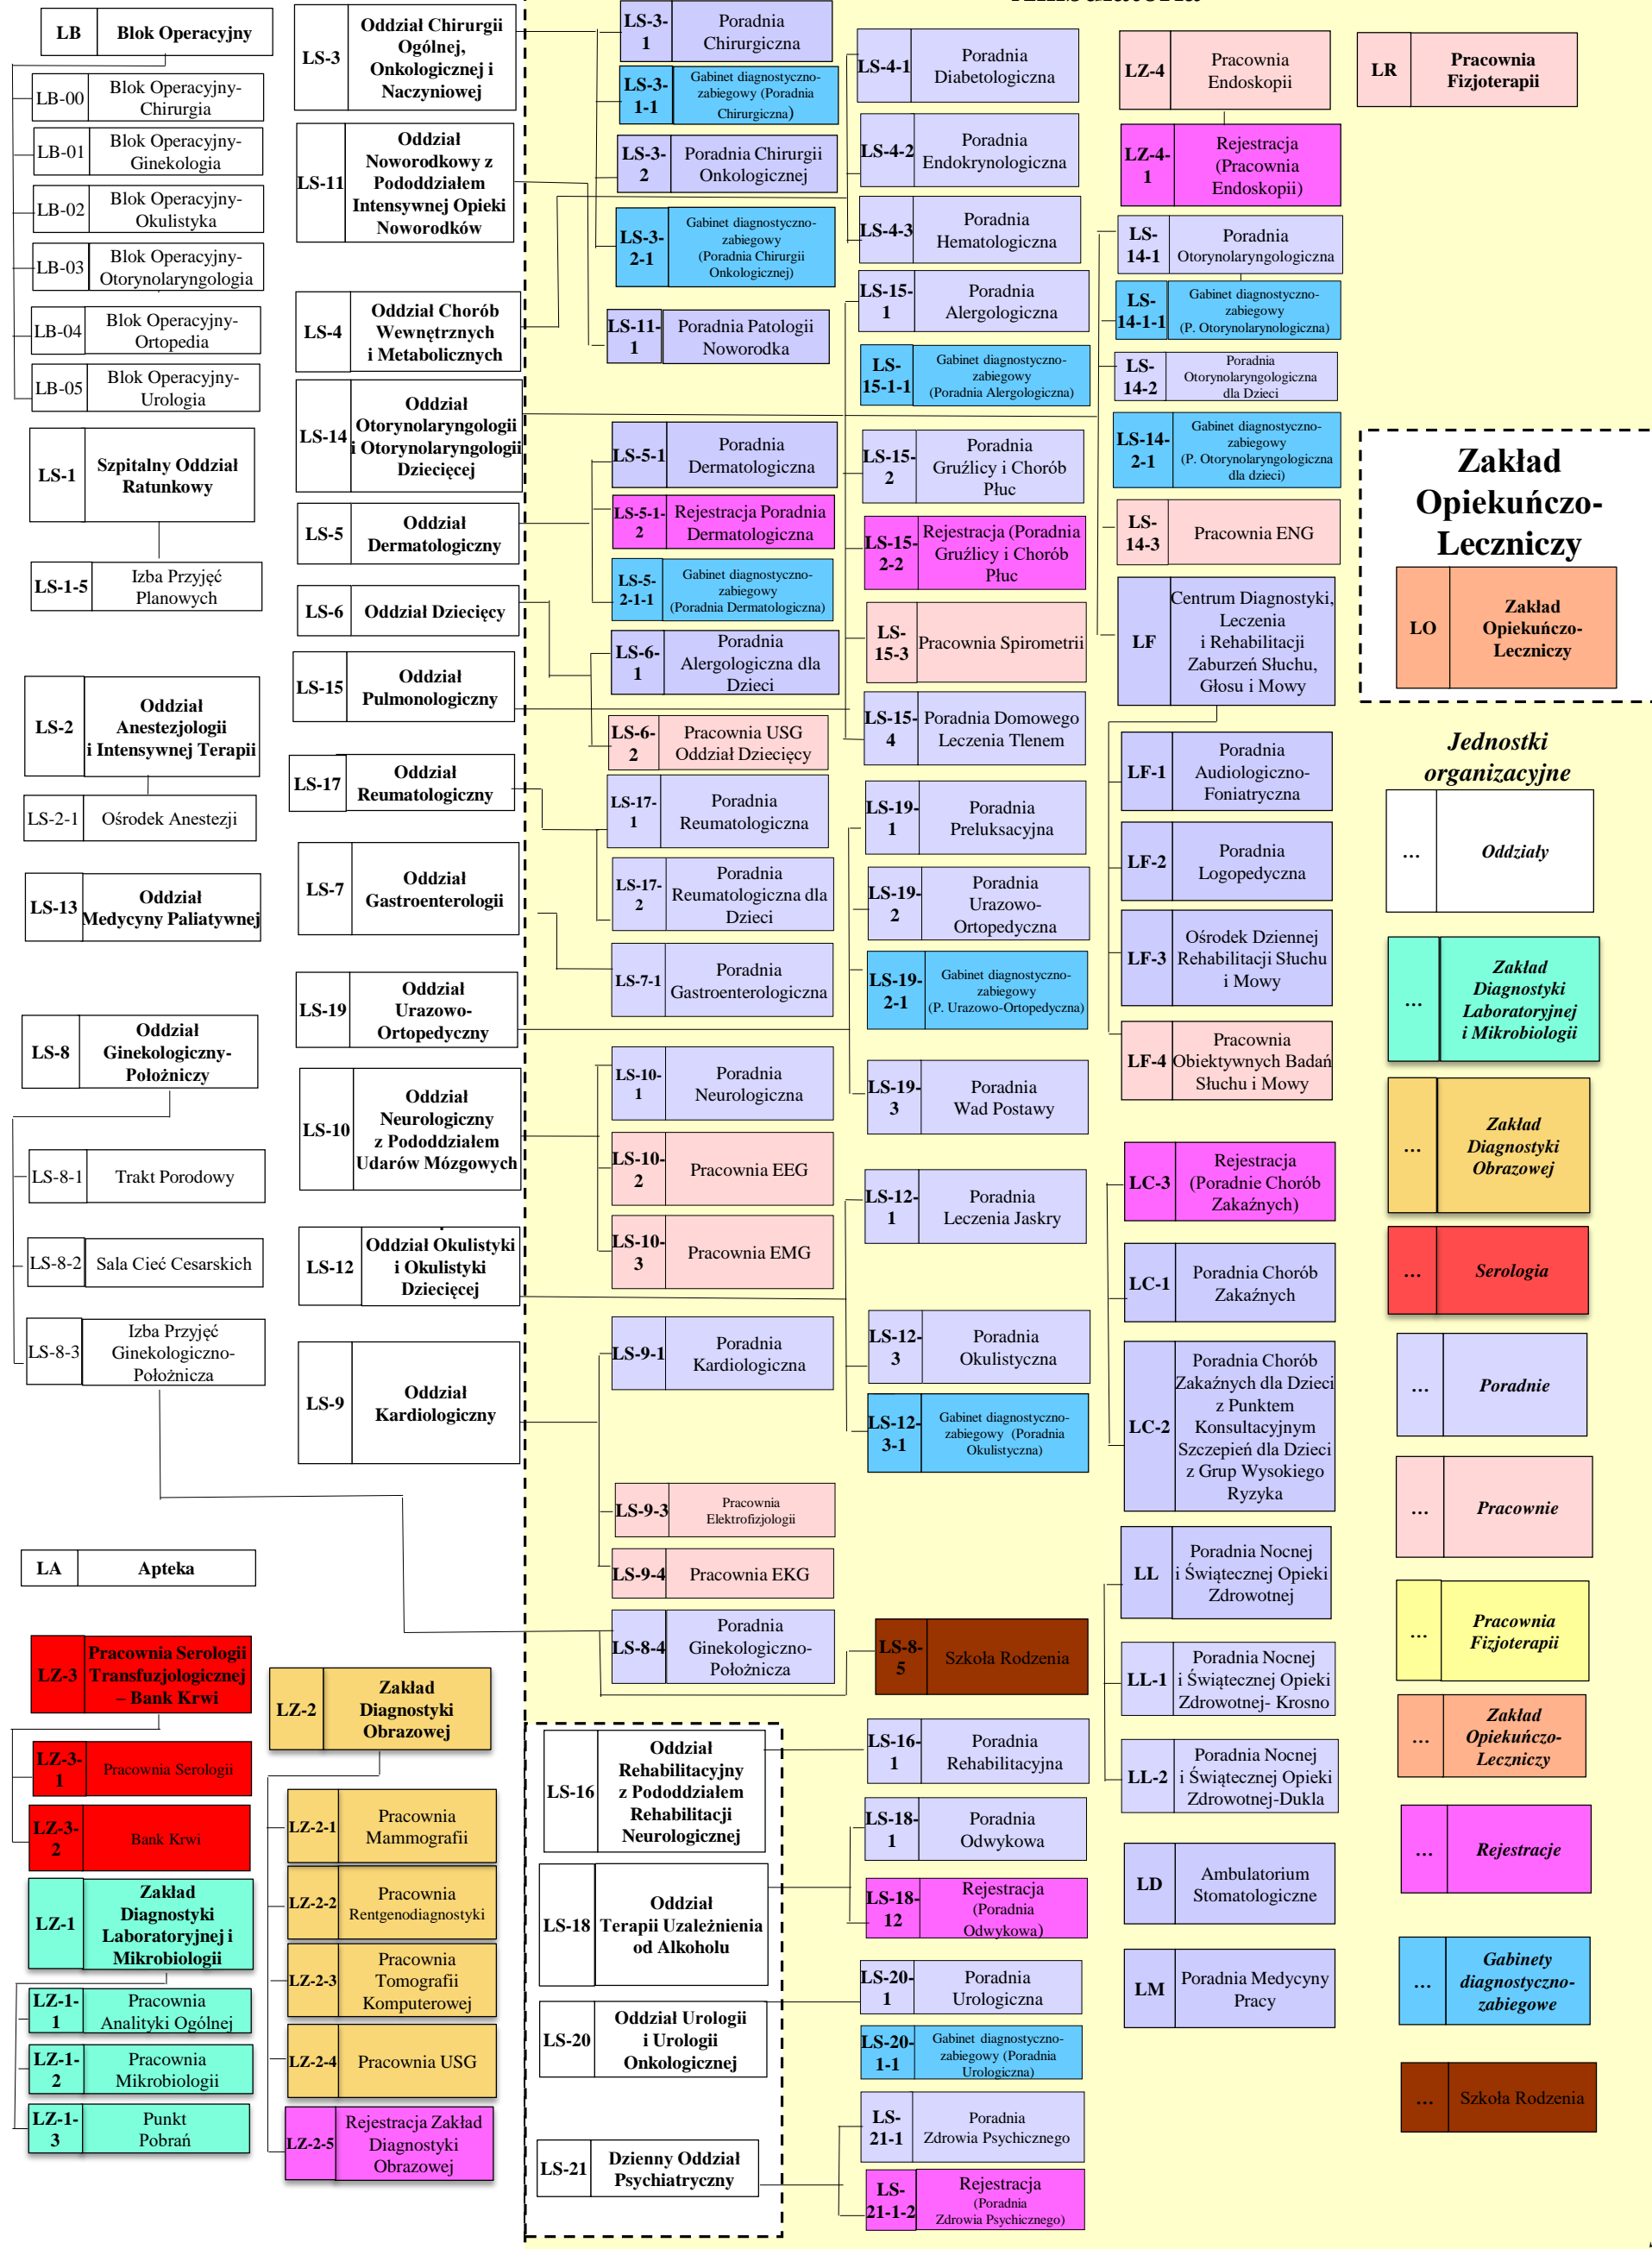 LB
Blok Operacyjny
LB-00
Blok Operacyjny-
Chirurgia
LB-01
Blok Operacyjny-
Ginekologia
LB-02
Blok Operacyjny-
Okulistyka
LB-03
Blok Operacyjny-
Otorynolaryngologia
LB-04
Blok Operacyjny-
Ortopedia
LB-05
Blok Operacyjny-
Urologia
LS-1
Szpitalny Oddział
Ratunkowy
LS-1-5
Izba Przyjęć
Planowych
LS-2
Oddział
Anestezjologii
i Intensywnej Terapii
LS-2-1
Ośrodek Anestezji
LS-13
Oddział
Medycyny Paliatywnej
LS-8
Oddział
Ginekologiczny-
Położniczy
LS-8-1
Trakt Porodowy
LS-8-2
Sala Cieć Cesarskich
LS-8-3
Izba Przyjęć
Ginekologiczno-
Położnicza
LA
Apteka
LZ-3
Pracownia Serologii
Transfuzjologicznej
– Bank Krwi
LZ-3-
1
Pracownia Serologii
LZ-3-
2
Bank Krwi
LZ-1
Zakład
Diagnostyki
Laboratoryjnej i
Mikrobiologii
LZ-1-
1
Pracownia
Analityki Ogólnej
LZ-1-
2
Pracownia
Mikrobiologii
LZ-1-
3
Punkt
Pobrań
LS-3
Oddział Chirurgii
Ogólnej,
Onkologicznej i
Naczyniowej
LS-11
Oddział
Noworodkowy z
Pododdziałem
Intensywnej Opieki
Noworodków
LS-4
Oddział Chorób
Wewnętrznych
i Metabolicznych
LS-14
Oddział
Otorynolaryngologii
i Otorynolaryngologii
Dziecięcej
LS-5
Oddział
Dermatologiczny
LS-6
Oddział Dziecięcy
LS-15
Oddział
Pulmonologiczny
LS-17
Oddział
Reumatologiczny
LS-7
Oddział
Gastroenterologii
LS-19
Oddział
Urazowo-
Ortopedyczny
LS-10
Oddział
Neurologiczny
z Pododdziałem
Udarów Mózgowych
LS-12
Oddział Okulistyki
i Okulistyki
Dziecięcej
LS-9
Oddział
Kardiologiczny
LZ-2
Zakład
Diagnostyki
Obrazowej
LZ-2-1
Pracownia
Mammografii
LZ-2-2
Pracownia
Rentgenodiagnostyki
LZ-2-3
Pracownia
Tomografii
Komputerowej
LZ-2-4
Pracownia USG
LZ-2-5
Rejestracja Zakład
Diagnostyki
Obrazowej
LS-3-
1
Poradnia
Chirurgiczna
LS-3-
1-1
Gabinet diagnostyczno-
zabiegowy (Poradnia
Chirurgiczna)
LS-3-
2
Poradnia Chirurgii
Onkologicznej
LS-3-
2-1
Gabinet diagnostyczno-
zabiegowy
(Poradnia Chirurgii
Onkologicznej)
LS-11-
1
Poradnia Patologii
Noworodka
LS-5-1
Poradnia
Dermatologiczna
LS-5-1-
2
Rejestracja Poradnia
Dermatologiczna
LS-5-
2-1-1
Gabinet diagnostyczno-
zabiegowy
(Poradnia Dermatologiczna)
LS-6-
1
Poradnia
Alergologiczna dla
Dzieci
LS-6-
2
Pracownia USG
Oddział Dziecięcy
LS-17-
1
Poradnia
Reumatologiczna
LS-17-
2
Poradnia
Reumatologiczna dla
Dzieci
LS-7-1
Poradnia
Gastroenterologiczna
LS-10-
1
Poradnia
Neurologiczna
LS-10-
2
Pracownia EEG
LS-10-
3
Pracownia EMG
LS-9-1
Poradnia
Kardiologiczna
LS-9-3
Pracownia
Elektrofizjologii
LS-9-4
Pracownia EKG
LS-8-4
Poradnia
Ginekologiczno-
Położnicza
LS-16
Oddział
Rehabilitacyjny
z Pododdziałem
Rehabilitacji
Neurologicznej
LS-18
Oddział
Terapii Uzależnienia
od Alkoholu
LS-20
Oddział Urologii
i Urologii
Onkologicznej
LS-21
Dzienny Oddział
Psychiatryczny
LS-4-1
Poradnia
Diabetologiczna
LS-4-2
Poradnia
Endokrynologiczna
LS-4-3
Poradnia
Hematologiczna
LS-15-
1
Poradnia
Alergologiczna
LS-
15-1-1
Gabinet diagnostyczno-
zabiegowy
(Poradnia Alergologiczna)
LS-15-
2
Poradnia
Gruźlicy i Chorób
Płuc
LS-15-
2-2
Rejestracja (Poradnia
Gruźlicy i Chorób
Płuc
LS-
15-3
Pracownia Spirometrii
LS-15-
4
Poradnia Domowego
Leczenia Tlenem
LS-19-
1
Poradnia
Preluksacyjna
LS-19-
2
Poradnia
Urazowo-
Ortopedyczna
LS-19-
2-1
Gabinet diagnostyczno-
zabiegowy
(P. Urazowo-Ortopedyczna)
LS-19-
3
Poradnia
Wad Postawy
LS-12-
1
Poradnia
Leczenia Jaskry
LS-12-
3
Poradnia
Okulistyczna
LS-12-
3-1
Gabinet diagnostyczno-
zabiegowy (Poradnia
Okulistyczna)
LS-8-
5
Szkoła Rodzenia
LS-16-
1
Poradnia
Rehabilitacyjna
LS-18-
1
Poradnia
Odwykowa
LS-18-
12
Rejestracja
(Poradnia
Odwykowa)
LS-20-
1
Poradnia
Urologiczna
LS-20-
1-1
Gabinet diagnostyczno-
zabiegowy (Poradnia
Urologiczna)
LS-
21-1
Poradnia
Zdrowia Psychicznego
LS-
21-1-2
Rejestracja
(Poradnia
Zdrowia Psychicznego)
LZ-4
Pracownia
Endoskopii
LZ-4-
1
Rejestracja
(Pracownia
Endoskopii)
LS-
14-1
Poradnia
Otorynolaryngologiczna
LS-
14-1-1
Gabinet diagnostyczno-
zabiegowy
(P. Otorynolarynologiczna)
LS-
14-2
Poradnia
Otorynolaryngologiczna
dla Dzieci
LS-14-
2-1
Gabinet diagnostyczno-
zabiegowy
(P. Otorynolaryngologiczna
dla dzieci)
LS-
14-3
Pracownia ENG
LF
Centrum Diagnostyki,
Leczenia
i Rehabilitacji
Zaburzeń Słuchu,
Głosu i Mowy
LF-1
Poradnia
Audiologiczno-
Foniatryczna
LF-2
Poradnia
Logopedyczna
LF-3
Ośrodek Dziennej
Rehabilitacji Słuchu
i Mowy
LF-4
Pracownia
Obiektywnych Badań
Słuchu i Mowy
LC-3
Rejestracja
(Poradnie Chorób
Zakaźnych)
LC-1
Poradnia Chorób
Zakaźnych
LC-2
Poradnia Chorób
Zakaźnych dla Dzieci
z Punktem
Konsultacyjnym
Szczepień dla Dzieci
z Grup Wysokiego
Ryzyka
LL
Poradnia Nocnej
i Świątecznej Opieki
Zdrowotnej
LL-1
Poradnia Nocnej
i Świątecznej Opieki
Zdrowotnej- Krosno
LL-2
Poradnia Nocnej
i Świątecznej Opieki
Zdrowotnej-Dukla
LD
Ambulatorium
Stomatologiczne
LM
Poradnia Medycyny
Pracy
LR
Pracownia
Fizjoterapii
Zakład
Opiekuńczo-
Leczniczy
LO
Zakład
Opiekuńczo-
Leczniczy
Jednostki
organizacyjne
...
Oddziały
...
Zakład
Diagnostyki
Laboratoryjnej
i Mikrobiologii
...
Zakład
Diagnostyki
Obrazowej
...
Serologia
...
Poradnie
...
Pracownie
...
Pracownia
Fizjoterapii
...
Zakład
Opiekuńczo-
Leczniczy
...
Rejestracje
...
Gabinety
diagnostyczno-
zabiegowe
...
Szkoła Rodzenia